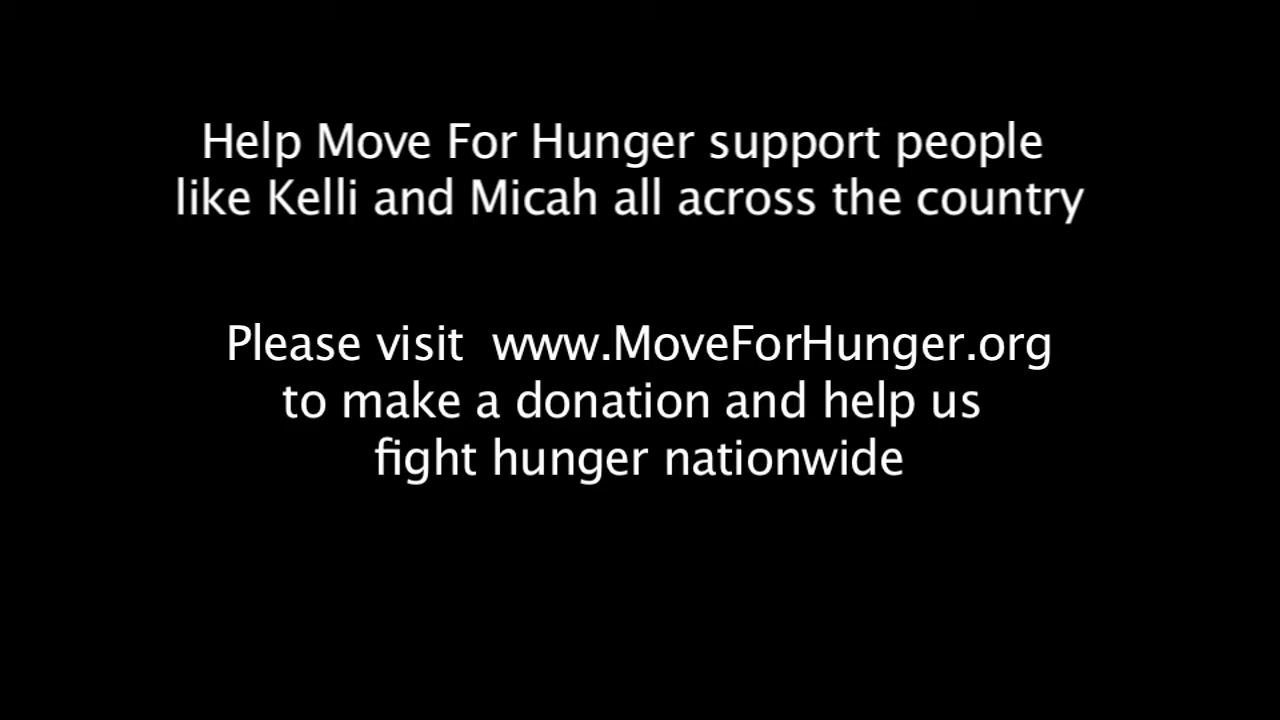 Help Move For Hunger support people
like Kelli and Micah all across the country
Please visit www.MoveForHunger.org
to make a donation and help us
fight hunger nationwide